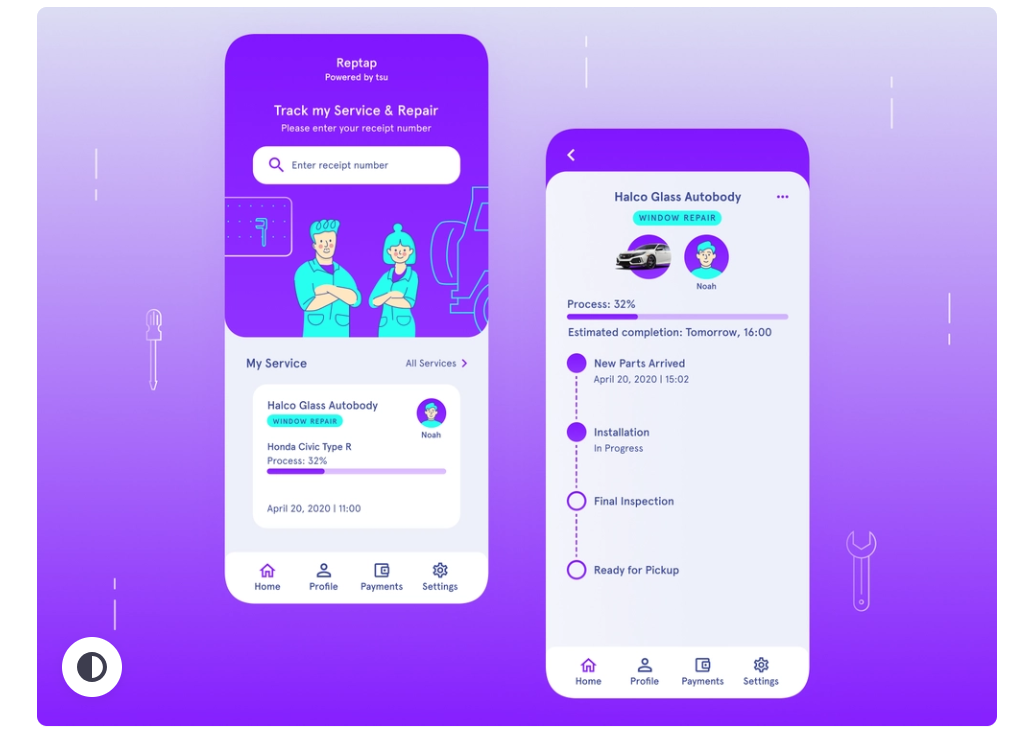 Reptap
Powered by tsu
Track my Service & Repair
Please enter your receipt number
Enter receipt number
My Service
All Services
Halco Glass Autobody
WINDOW REPAIR
Noah
Honda Civic Type R
Process: 32%
April 20, 2020 | 11:00
Home
Profile
Payments
Settings
Halco Glass Autobody
WINDOW REPAIR
Noah
Process: 32%
Estimated completion: Tomorrow, 16:00
New Parts Arrived
April 20, 2020 | 15:02
Installation
In Progress
Final Inspection
Ready for Pickup
Home
Profile
Payments
Settings